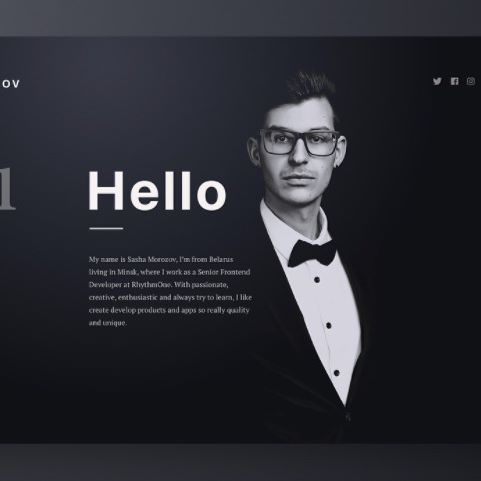 OV
1
Hello
My name is Sasha Morozov, I'm from Belarus
living in Minsk, where I work as a Senior Frontend
Developer at RhythmOne. With passionate,
creative, enthusiastic and always try to learn, I like
create develop products and apps so really quality
and unique.